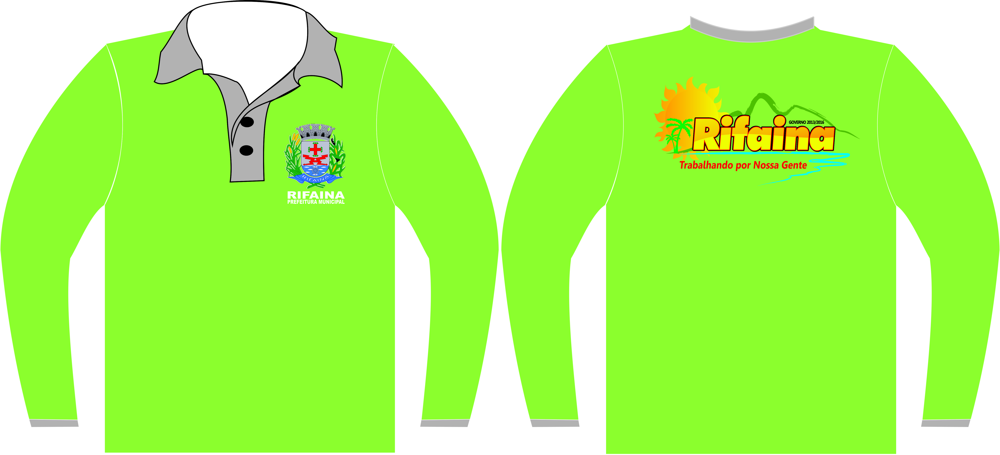 RIFAINA
RIFAINA
PREFEITURA MUNICIPAL
GOVERNO 2013/2016
Rifaina
Trabalhando por Nossa Gente